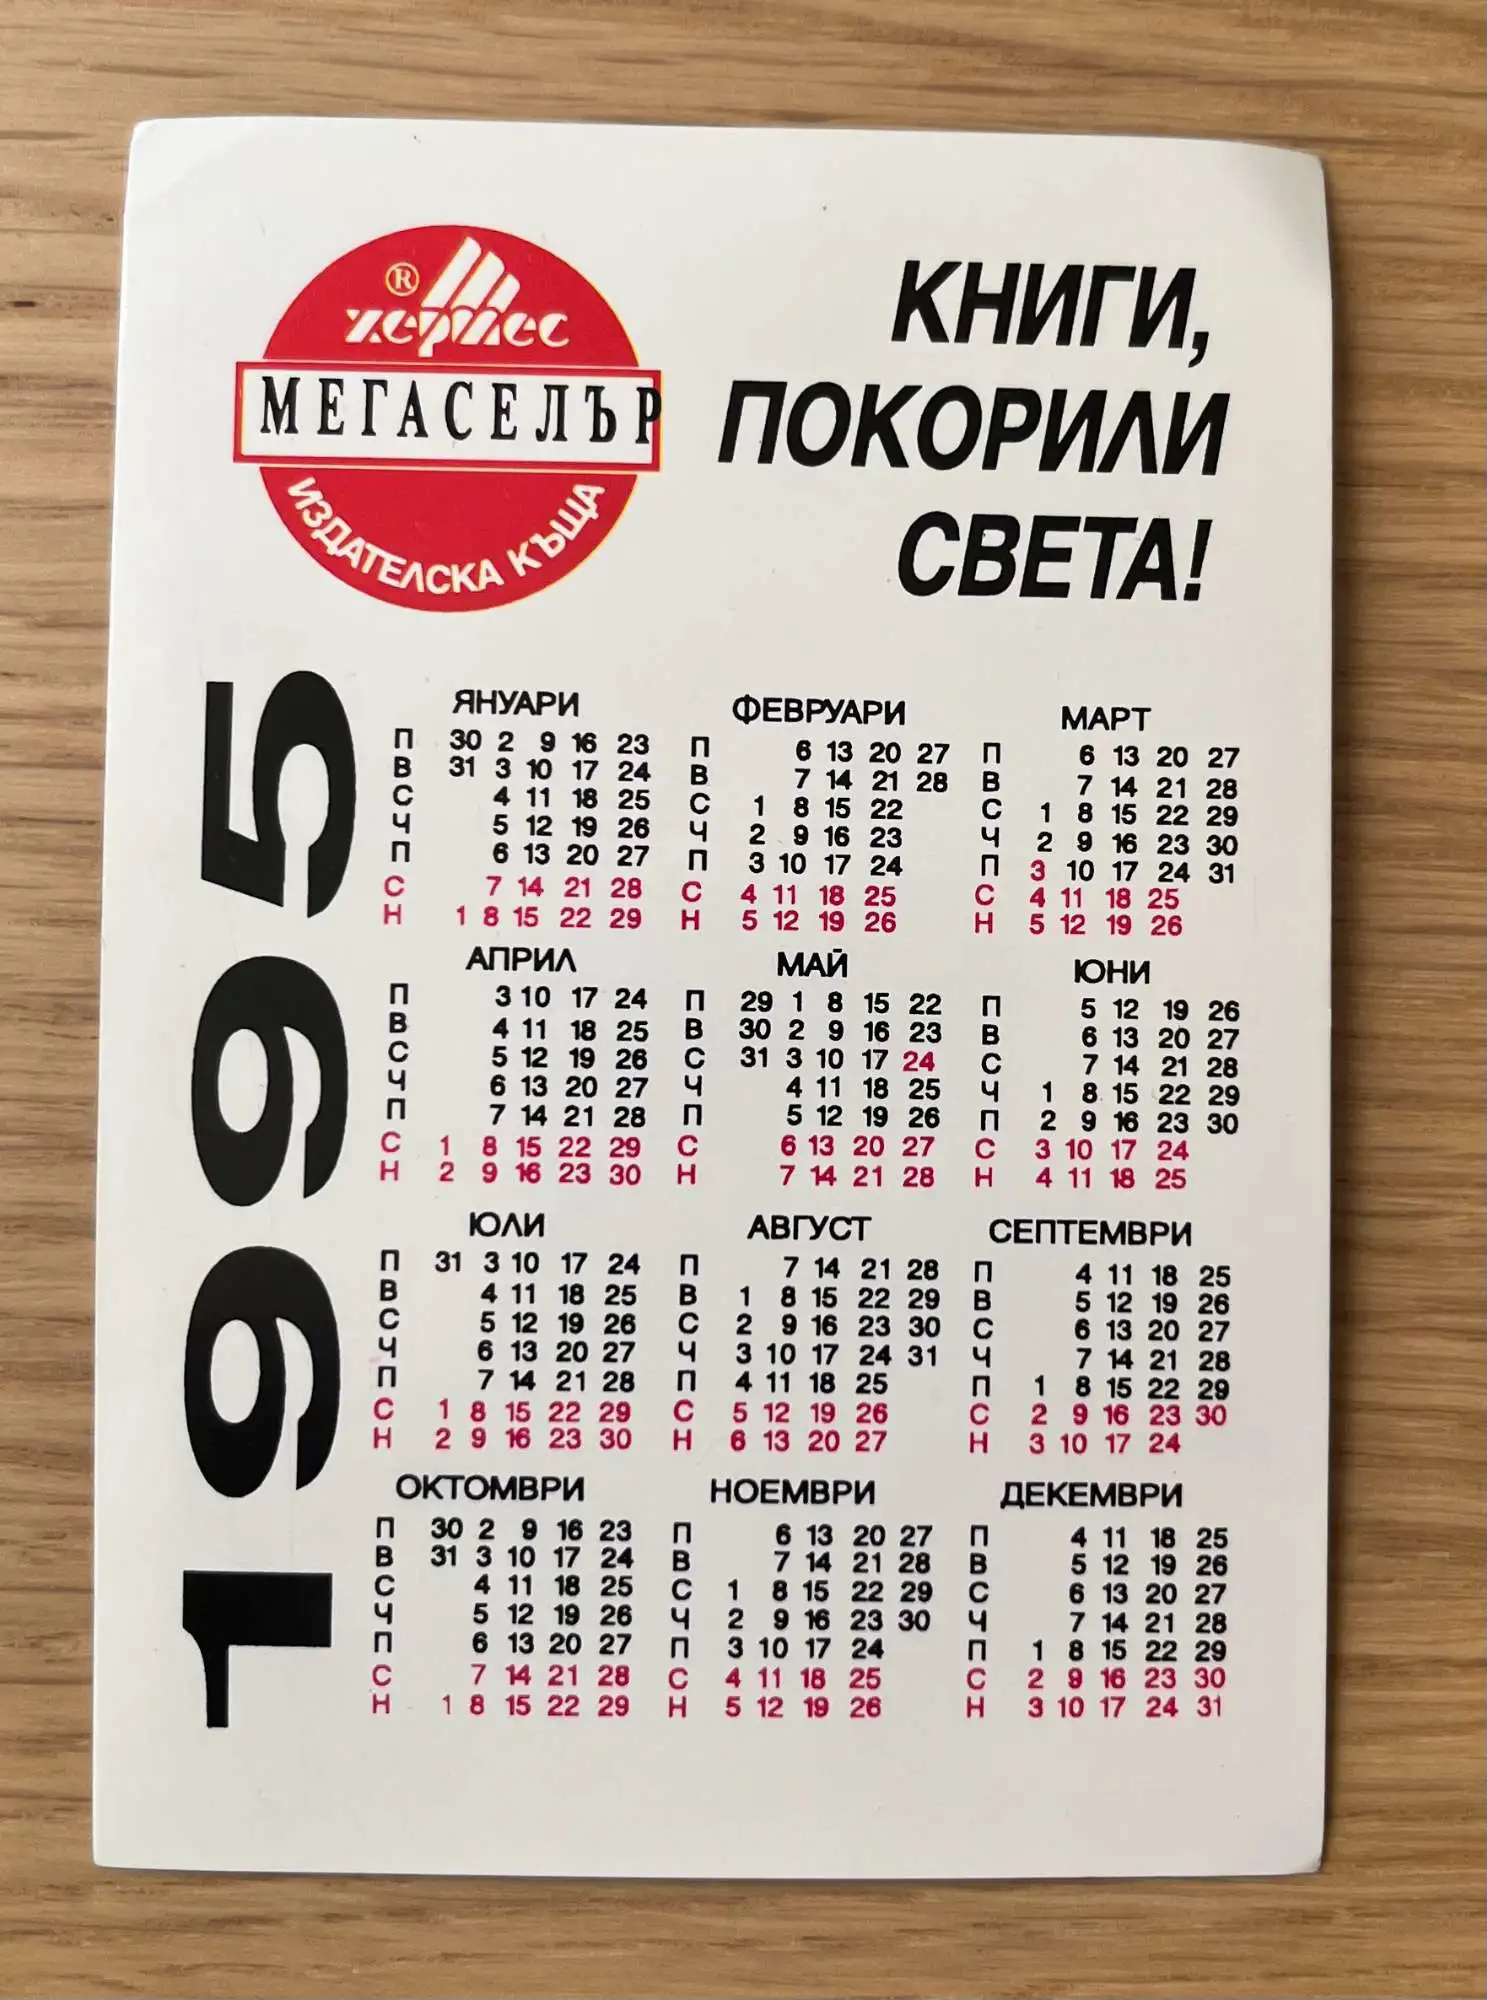 ®
хермес
МЕГАСЕЛЪР
ИЗДАТЕЛСКА КЪЩА
КНИГИ,
ПОКОРИЛИ
СВЕТА!
1995
ЯНУАРИ
П 30 2 9 16 23
В 31 3 10 17 24
С 4 11 18 25
Ч 5 12 19 26
П 6 13 20 27
С 7 14 21 28
Н 1 8 15 22 29
ФЕВРУАРИ
П 6 13 20 27
В 7 14 21 28
С 1 8 15 22
Ч 2 9 16 23
П 3 10 17 24
С 4 11 18 25
Н 5 12 19 26
МАРТ
П 6 13 20 27
В 7 14 21 28
С 1 8 15 22 29
Ч 2 9 16 23 30
П 3 10 17 24 31
С 4 11 18 25
Н 5 12 19 26
АПРИЛ
П 3 10 17 24
В 4 11 18 25
С 5 12 19 26
Ч 6 13 20 27
П 7 14 21 28
С 1 8 15 22 29
Н 2 9 16 23 30
МАЙ
П 29 1 8 15 22
В 30 2 9 16 23
С 31 3 10 17 24
Ч 4 11 18 25
П 5 12 19 26
С 6 13 20 27
Н 7 14 21 28
ЮНИ
П 5 12 19 26
В 6 13 20 27
С 7 14 21 28
Ч 1 8 15 22 29
П 2 9 16 23 30
С 3 10 17 24
Н 4 11 18 25
ЮЛИ
П 31 3 10 17 24
В 4 11 18 25
С 5 12 19 26
Ч 6 13 20 27
П 7 14 21 28
С 1 8 15 22 29
Н 2 9 16 23 30
АВГУСТ
П 7 14 21 28
В 1 8 15 22 29
С 2 9 16 23 30
Ч 3 10 17 24 31
П 4 11 18 25
С 5 12 19 26
Н 6 13 20 27
СЕПТЕМВРИ
П 4 11 18 25
В 5 12 19 26
С 6 13 20 27
Ч 7 14 21 28
П 1 8 15 22 29
С 2 9 16 23 30
Н 3 10 17 24
ОКТОМВРИ
П 30 2 9 16 23
В 31 3 10 17 24
С 4 11 18 25
Ч 5 12 19 26
П 6 13 20 27
С 7 14 21 28
Н 1 8 15 22 29
НОЕМВРИ
П 6 13 20 27
В 7 14 21 28
С 1 8 15 22 29
Ч 2 9 16 23 30
П 3 10 17 24
С 4 11 18 25
Н 5 12 19 26
ДЕКЕМВРИ
П 4 11 18 25
В 5 12 19 26
С 6 13 20 27
Ч 7 14 21 28
П 1 8 15 22 29
С 2 9 16 23 30
Н 3 10 17 24 31